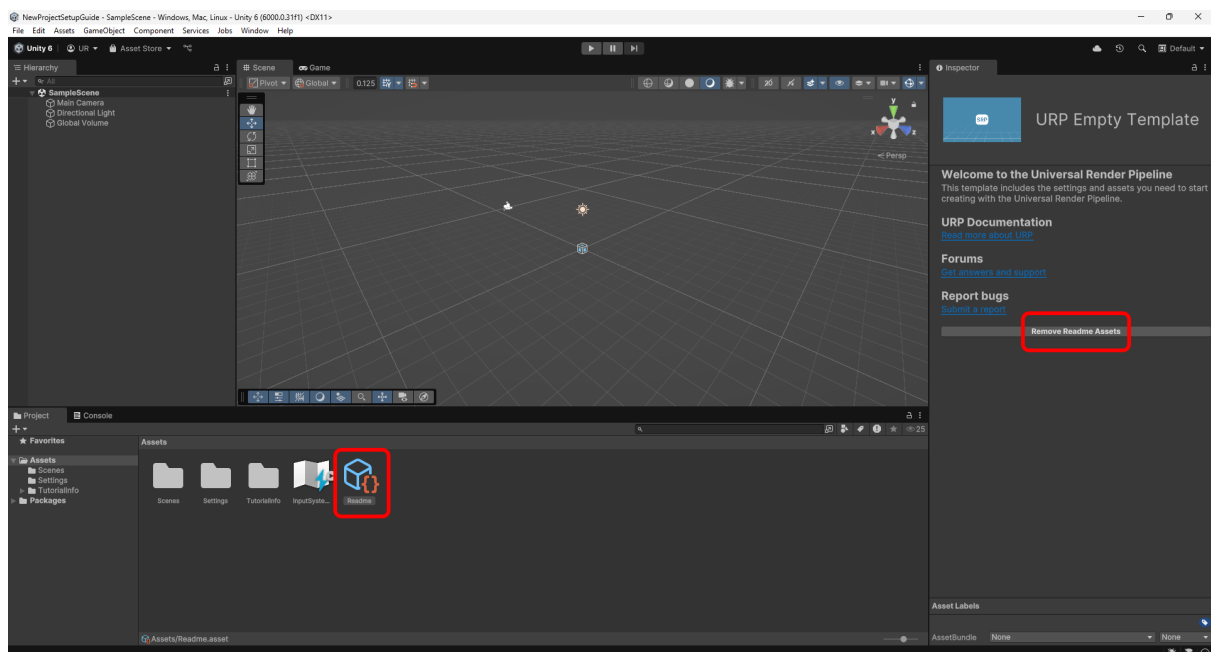 NewProjectSetupGuide - SampleScene - Windows, Mac, Linux - Unity 6 (6000.0.31f1) <DX11>
File Edit Assets GameObject Component Services Jobs Window Help
Unity 6 UR Asset Store Default
Hierarchy
All
SampleScene
Main Camera
Directional Light
Global Volume
Scene Game
Pivot Global 0.125 2D
y
x z
Persp
Inspector
URP Empty Template
Welcome to the Universal Render Pipeline
This template includes the settings and assets you need to start
creating with the Universal Render Pipeline.
URP Documentation
Read more about URP
Forums
Get answers and support
Report bugs
Submit a report
Remove Readme Assets
Project Console
25
Favorites
Assets
Scenes
Settings
TutorialInfo
Packages
Assets
Scenes Settings TutorialInfo InputSyste... Readme
Assets/Readme.asset
Asset Labels
AssetBundle None None